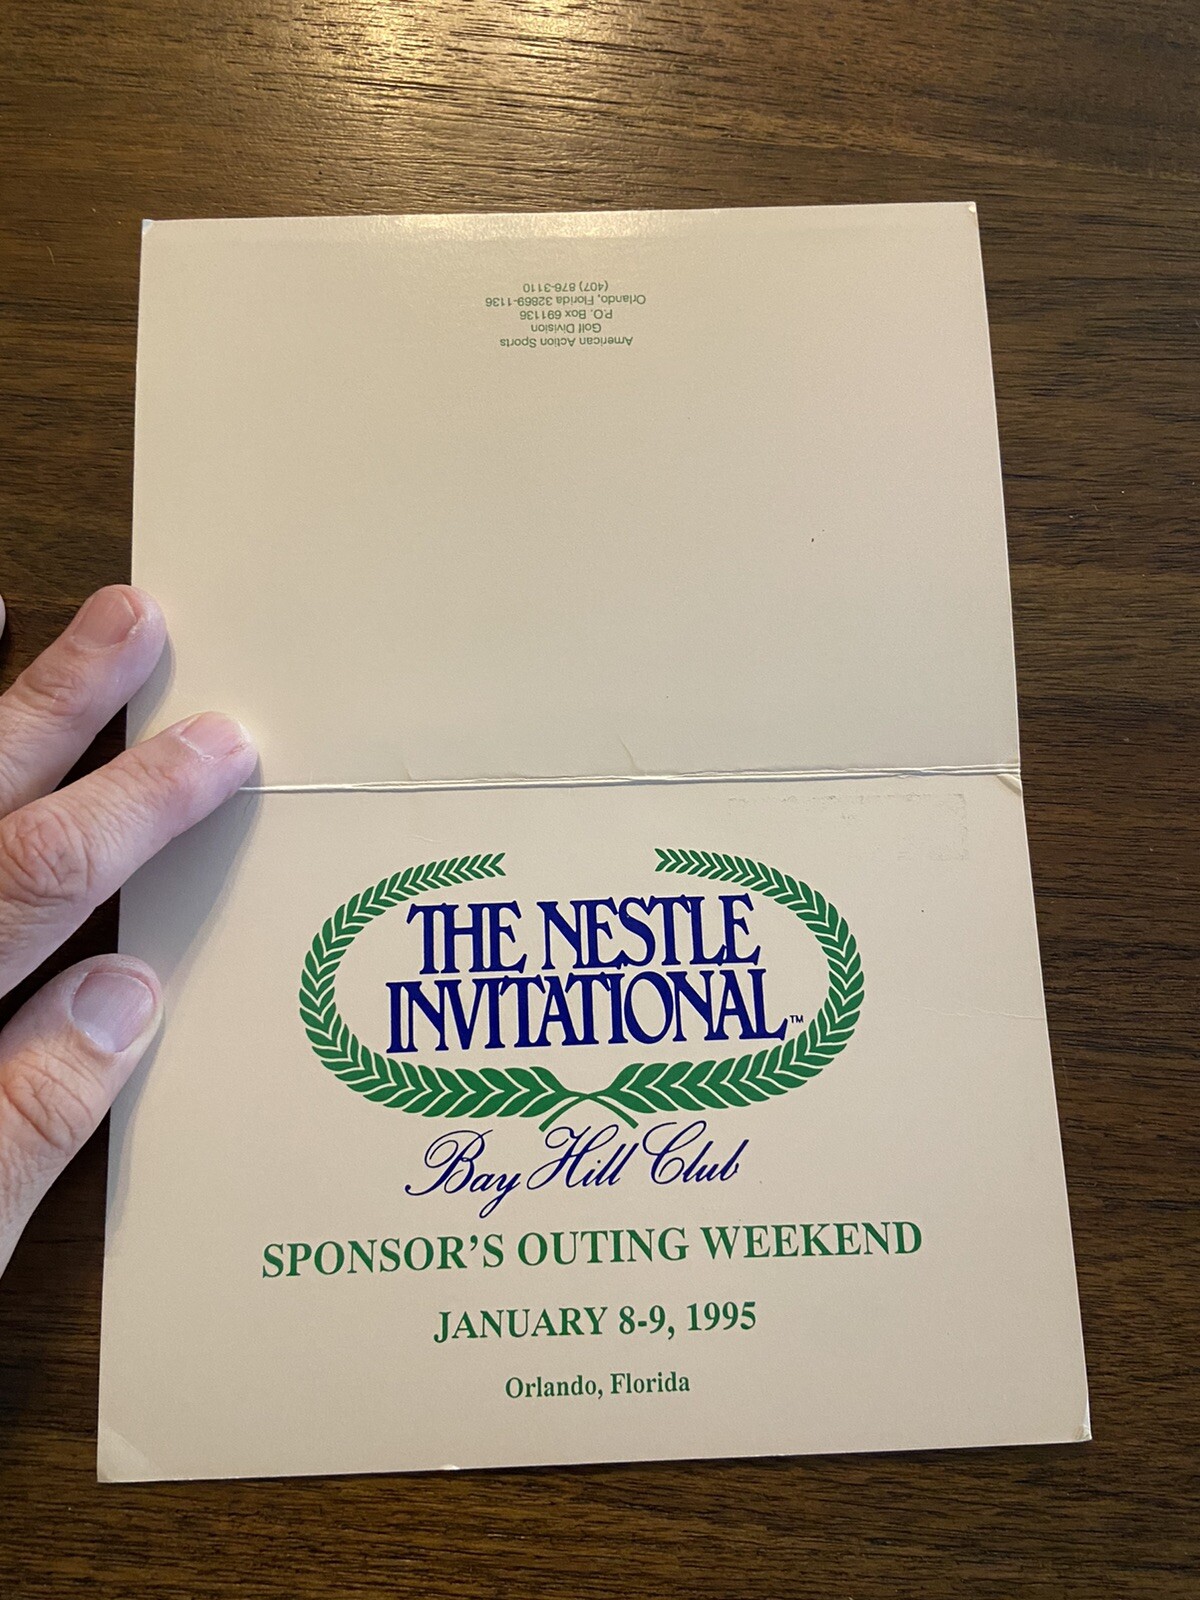 American Action Sports
Golf Division
P.O. Box 691136
Orlando, Florida 32869-1136
(407) 876-3110
THE NESTLE
INVITATIONAL™
Bay Hill Club
SPONSOR'S OUTING WEEKEND
JANUARY 8-9, 1995
Orlando, Florida